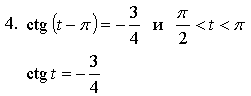 4. ctg (t − π) = − 3/4 и π/2 < t < π
ctg t = − 3/4